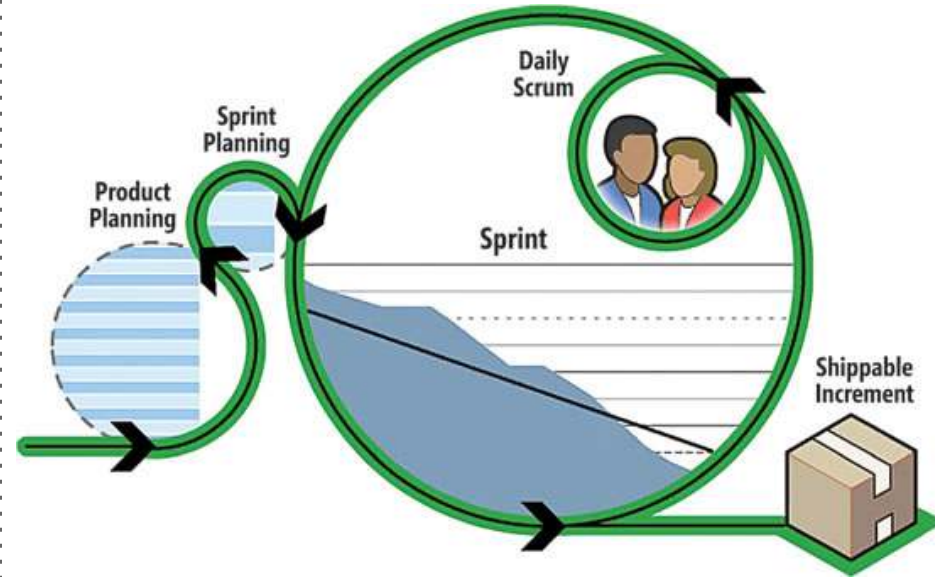 Daily
Scrum
Sprint
Planning
Product
Planning
Sprint
Shippable
Increment